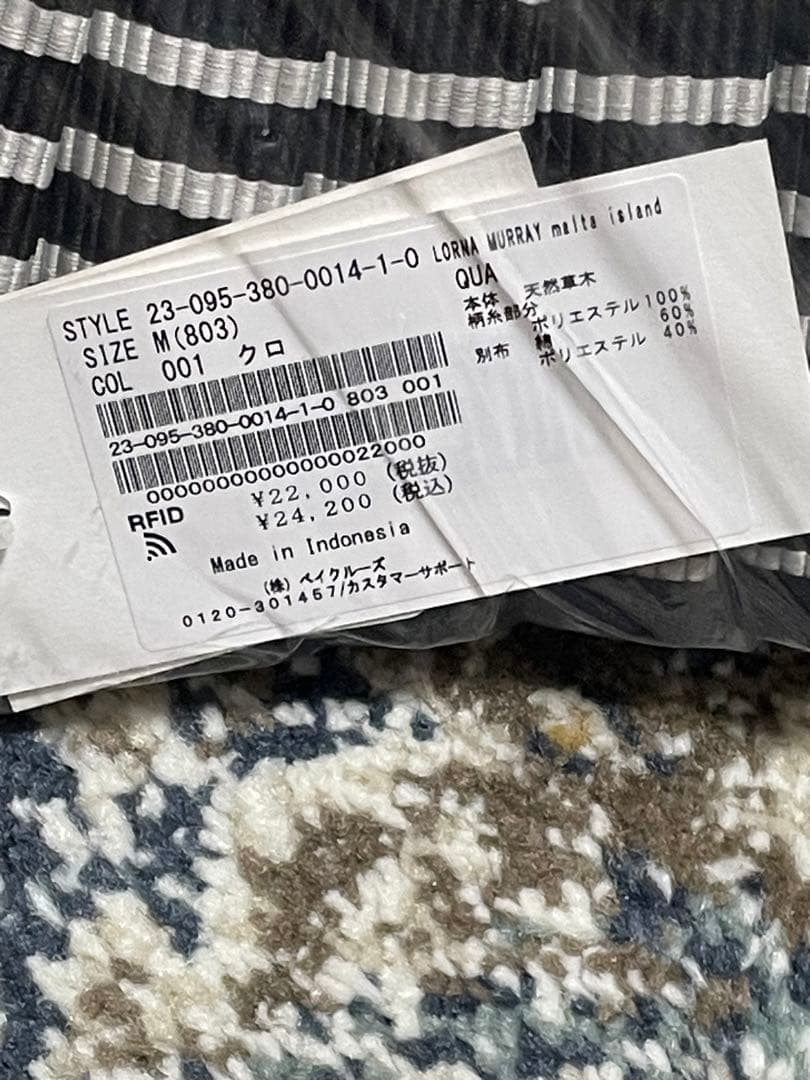 STYLE 23-095-380-0014-1-0 LORNA MURRAY malta island
SIZE M(803)
COL 001 クロ
QUA
本体 天然草木
柄糸部分 ポリエステル100%
別布 綿 60%
ポリエステル 40%
23-095-380-0014-1-0 803 001
0000000000000022000
RFID
¥22,000 (税抜)
¥24,200 (税込)
Made in Indonesia
(株) ベイクルーズ
0120-301457/カスタマーサポート